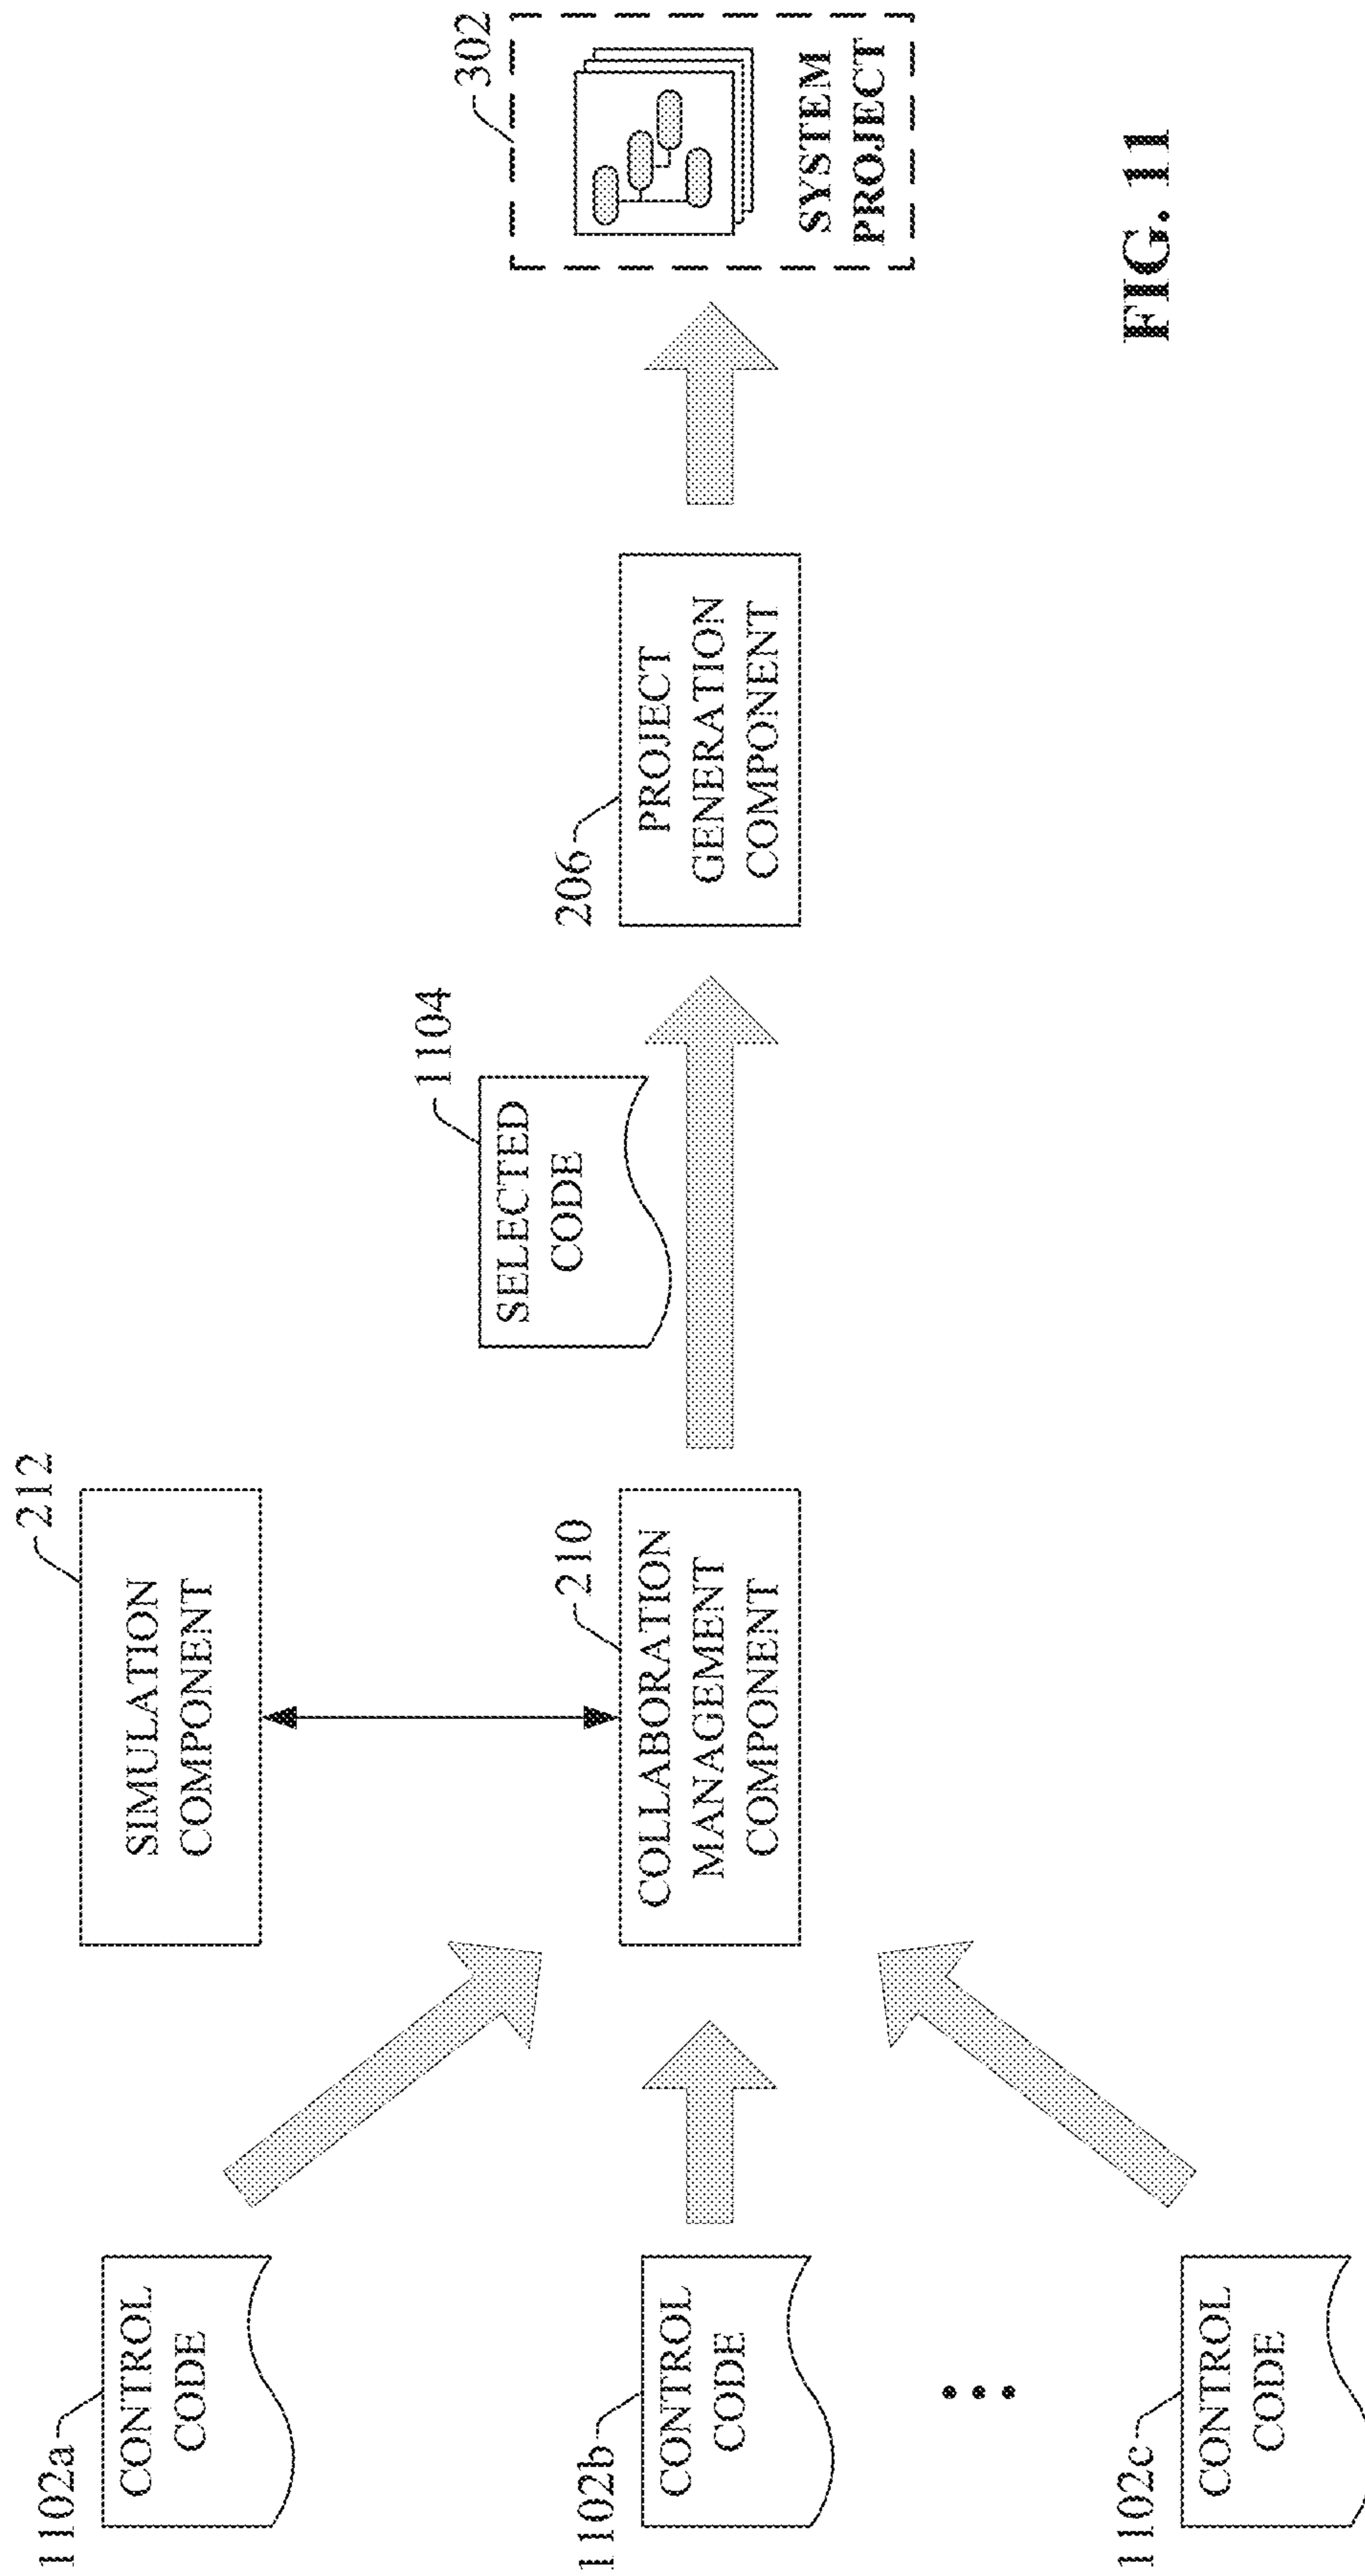 1102a
CONTROL
CODE
1102b
CONTROL
CODE
1102c
CONTROL
CODE
212
SIMULATION
COMPONENT
210
COLLABORATION
MANAGEMENT
COMPONENT
1104
SELECTED
CODE
206
PROJECT
GENERATION
COMPONENT
302
SYSTEM
PROJECT
FIG. 11